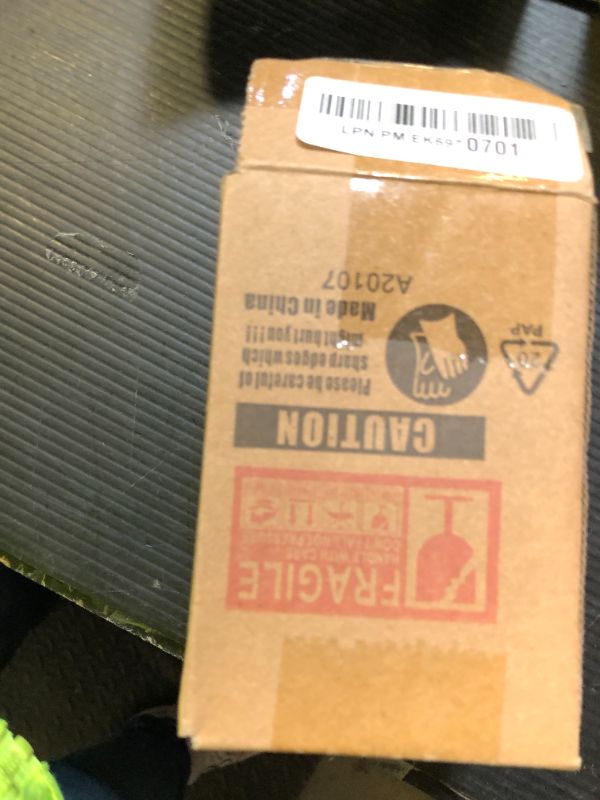 LPN PM EK69*0701
FRAGILE
HANDLE WITH CARE
CAUTION
Please be careful of
sharp edges which
might hurt you!!!
Made in China
A20107
20
PAP